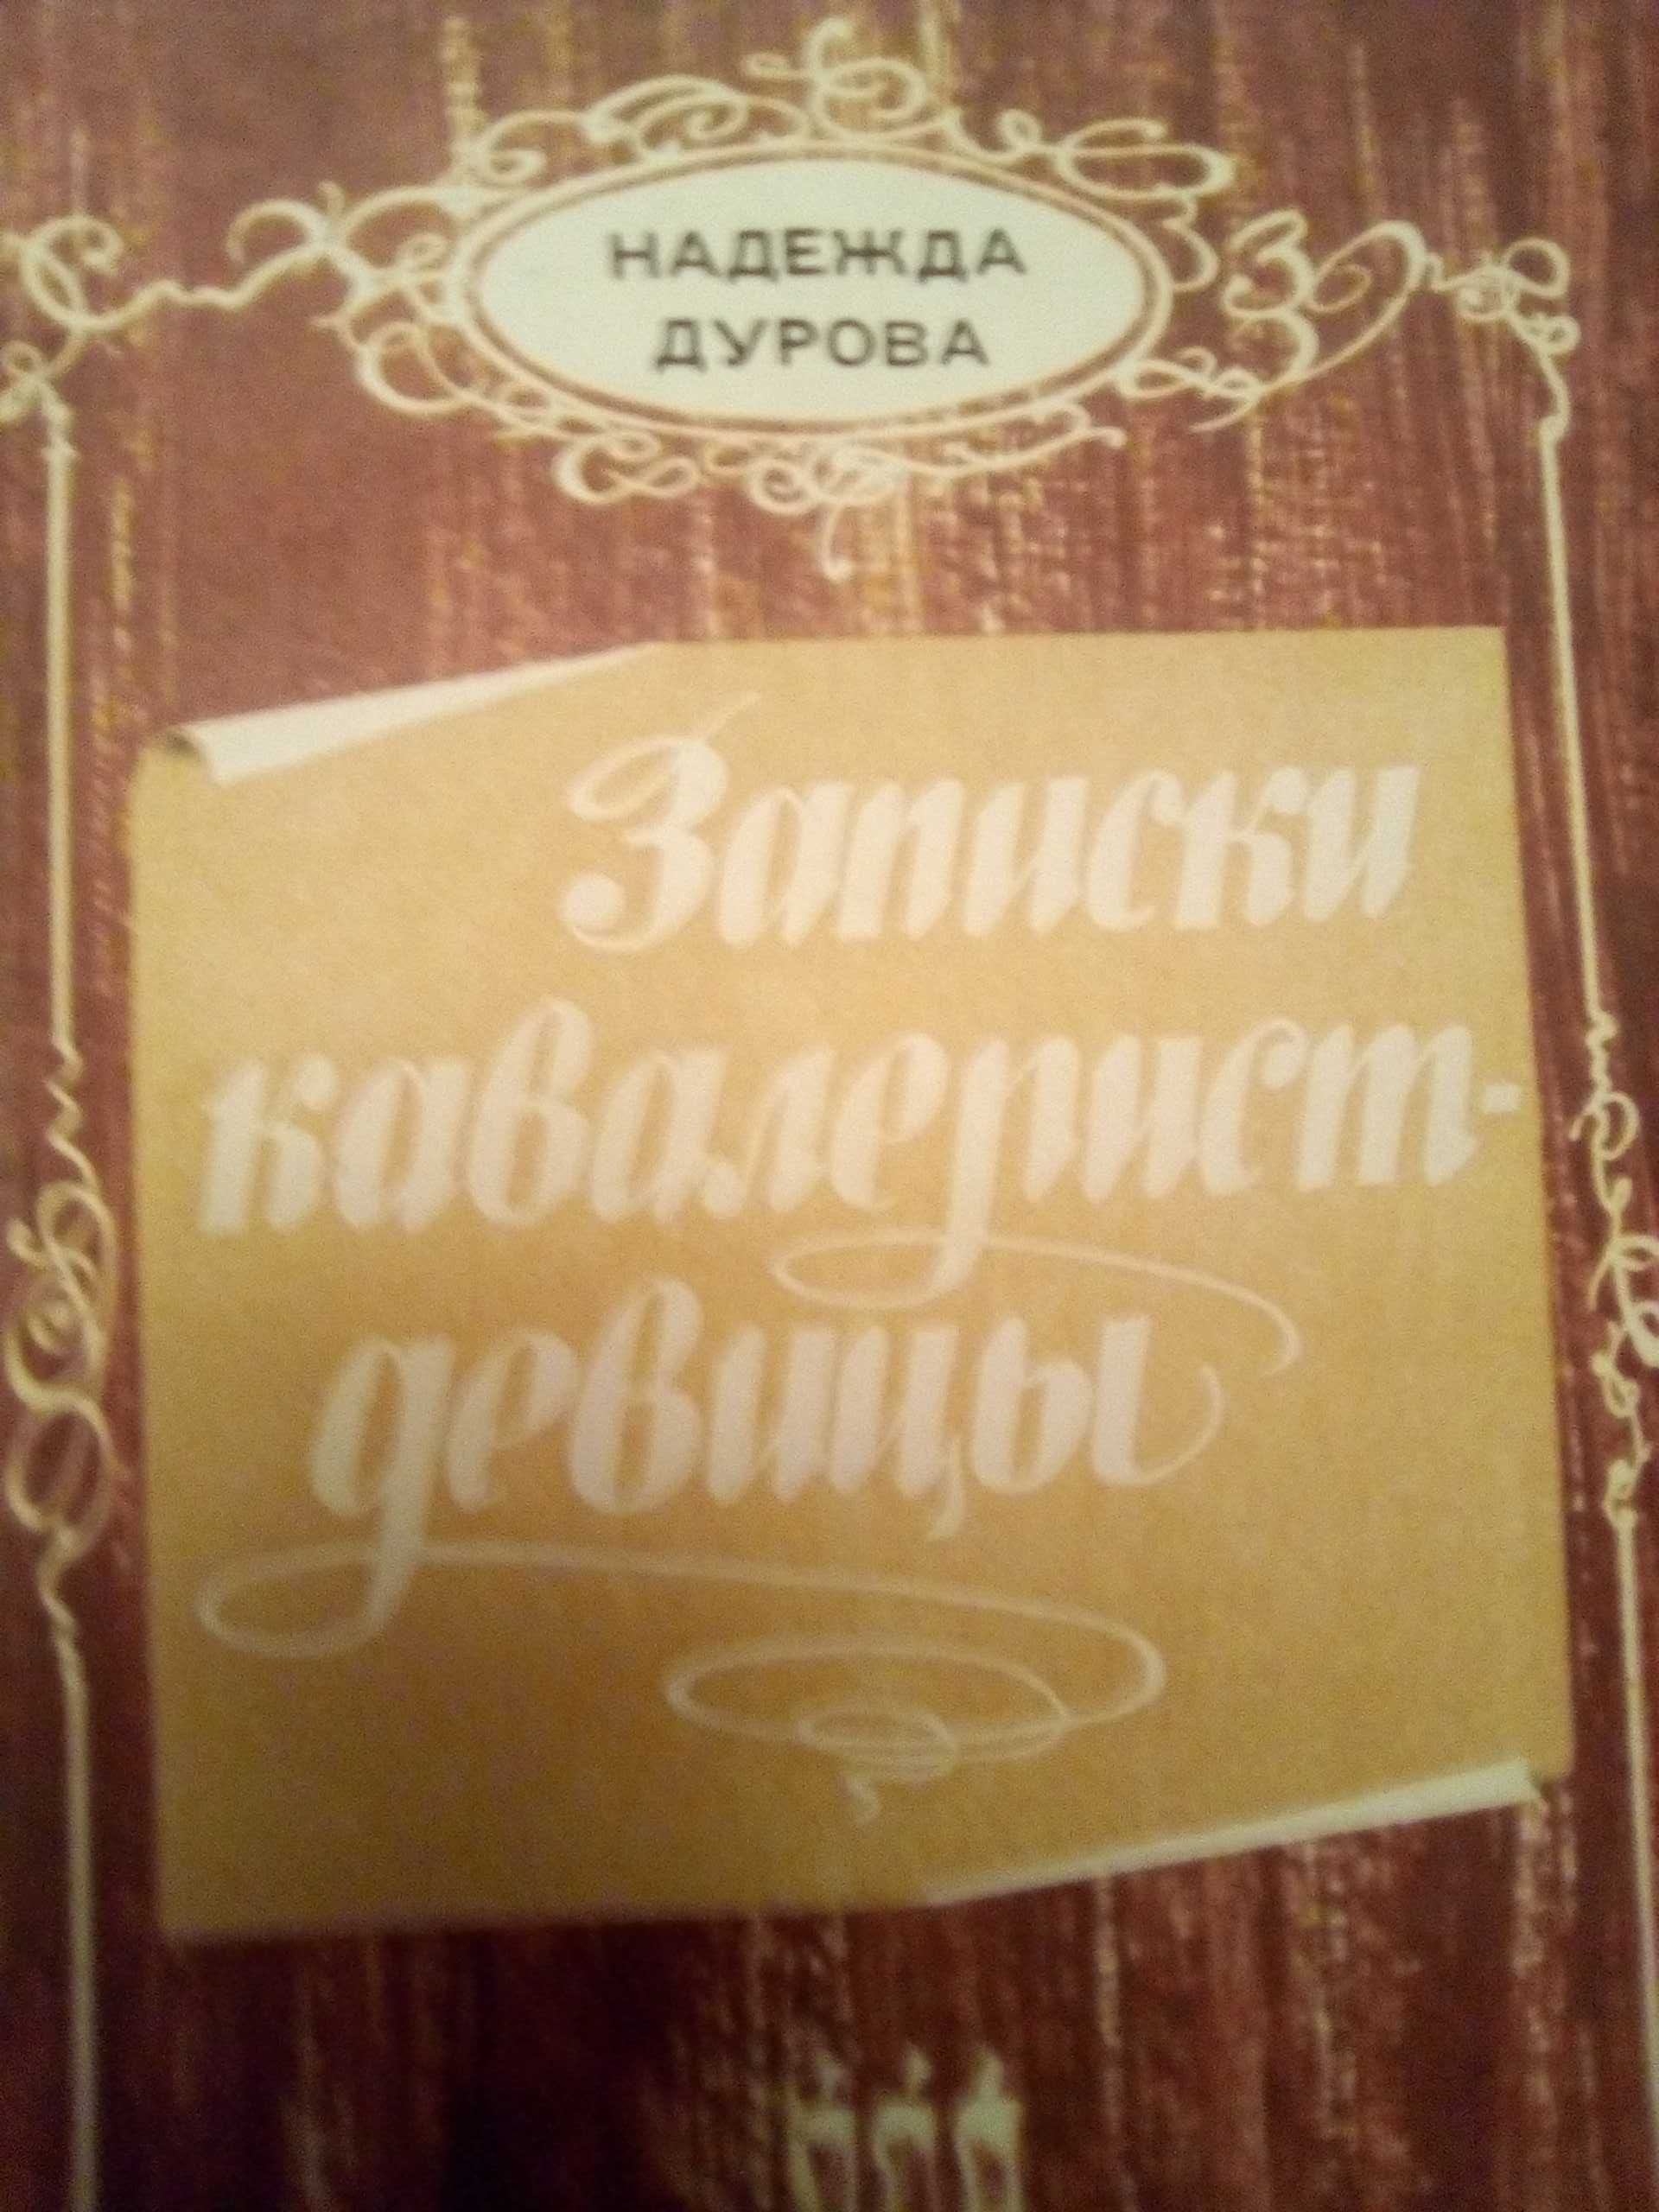 НАДЕЖДА
ДУРОВА
Записки
кавалерист-
девицы